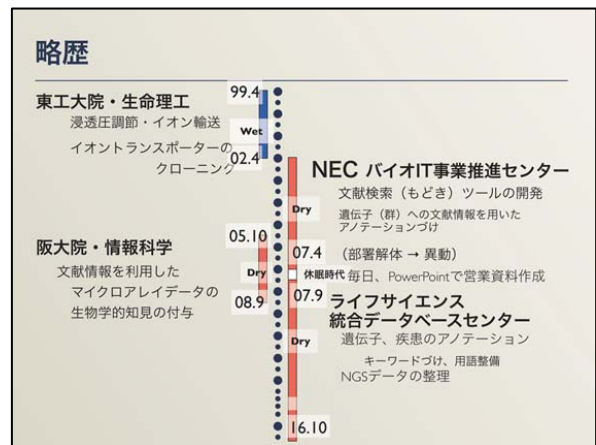 略歴
99.4
東工大院・生命理工
浸透圧調節・イオン輸送
Wet
イオントランスポーターの
クローニング
02.4
NEC バイオIT事業推進センター
文献検索（もどき）ツールの開発
Dry
遺伝子（群）への文献情報を用いた
アノテーションづけ
05.10
阪大院・情報科学
07.4
（部署解体 → 異動）
文献情報を利用した
Dry
休眠時代
毎日、PowerPointで営業資料作成
マイクロアレイデータの
08.9
07.9
ライフサイエンス
生物学的知見の付与
統合データベースセンター
Dry
遺伝子、疾患のアノテーション
キーワードづけ、用語整備
NGSデータの整理
16.10